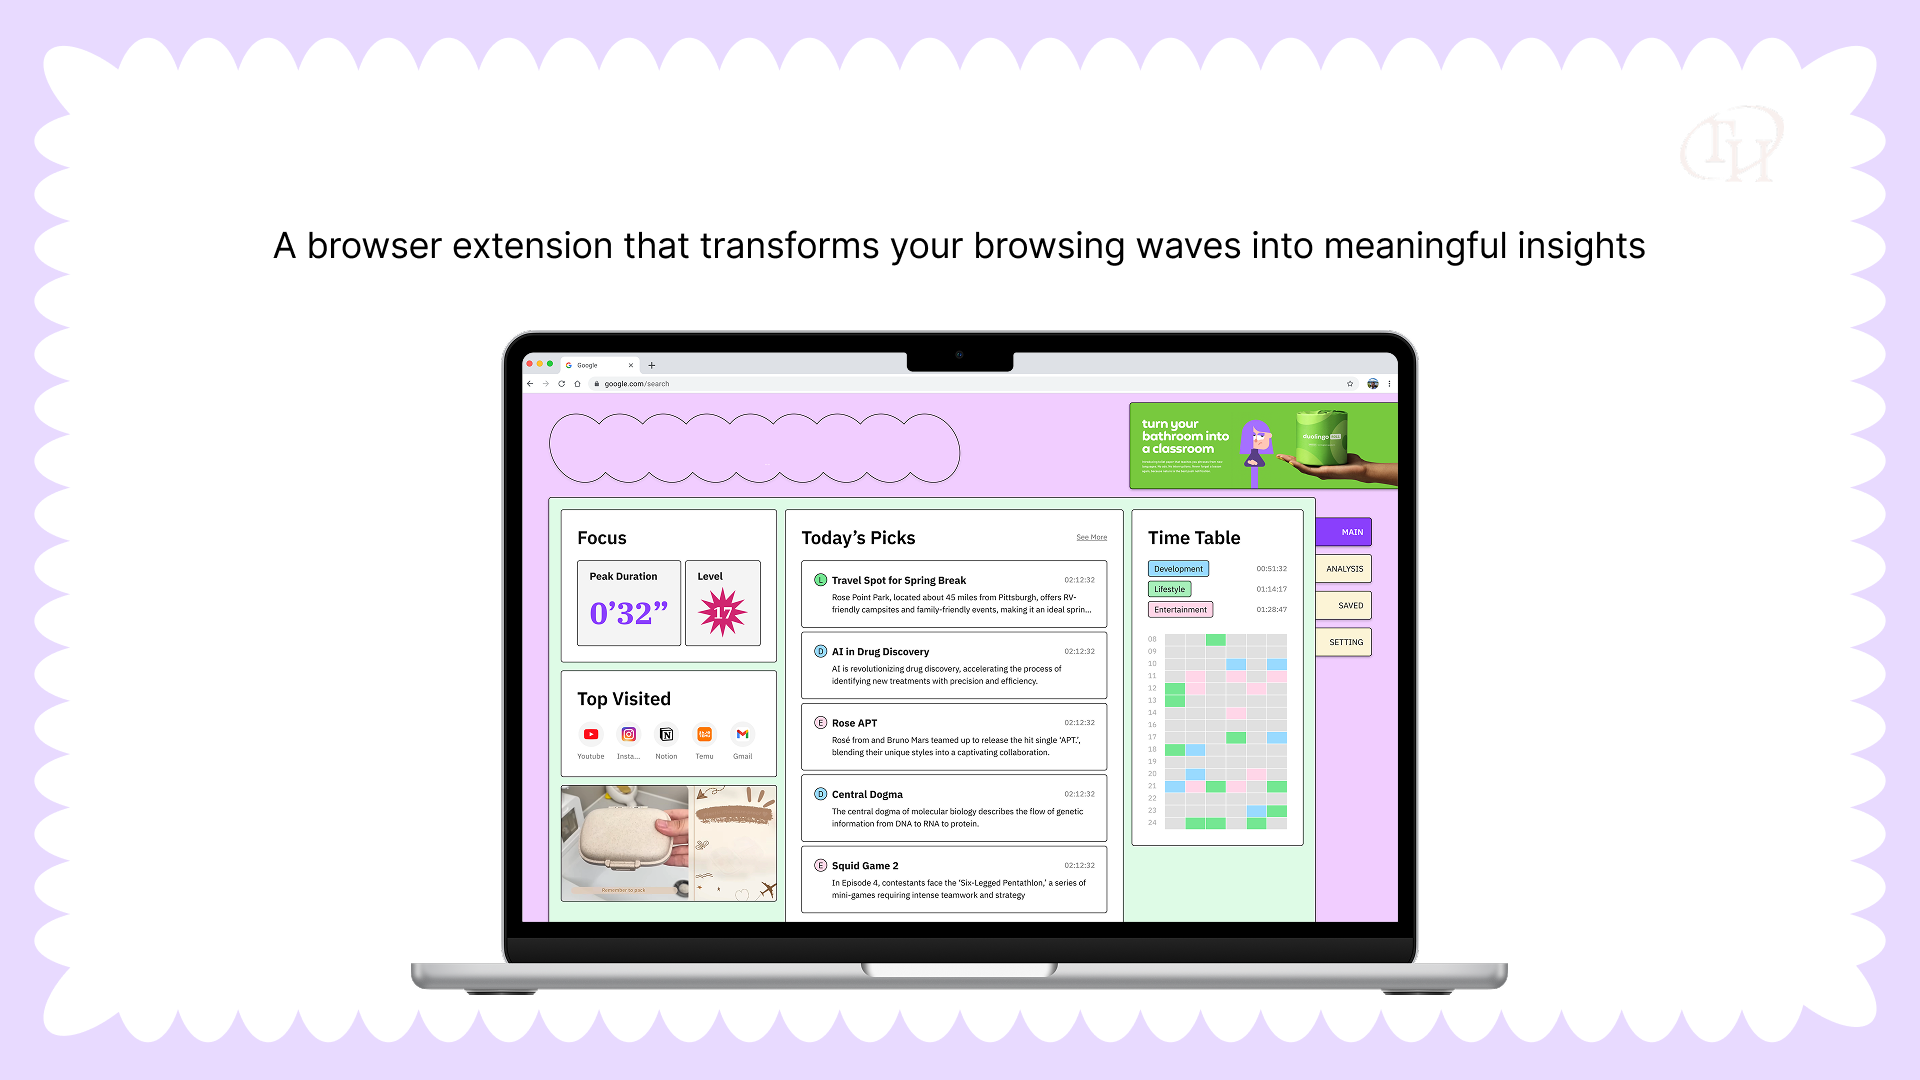 TH
A browser extension that transforms your browsing waves into meaningful insights
Google
google.com/search
turn your
bathroom into
a classroom
duolingo
Focus
Peak Duration
0’32”
Level
17
Top Visited
Youtube
Insta...
Notion
Temu
Gmail
Remember to pack
Today’s Picks
See More
L Travel Spot for Spring Break 02:12:32
Rose Point Park, located about 45 miles from Pittsburgh, offers RV-
friendly campsites and family-friendly events, making it an ideal sprin...
D AI in Drug Discovery 02:12:32
AI is revolutionizing drug discovery, accelerating the process of
identifying new treatments with precision and efficiency.
E Rose APT 02:12:32
Rosé from and Bruno Mars teamed up to release the hit single ‘APT.’,
blending their unique styles into a captivating collaboration.
D Central Dogma 02:12:32
The central dogma of molecular biology describes the flow of genetic
information from DNA to RNA to protein.
E Squid Game 2 02:12:32
In Episode 4, contestants face the ‘Six-Legged Pentathlon,’ a series of
mini-games requiring intense teamwork and strategy
Time Table
Development 00:51:32
Lifestyle 01:14:17
Entertainment 01:28:47
08
09
10
11
12
13
14
16
17
18
19
20
21
22
23
24
MAIN
ANALYSIS
SAVED
SETTING